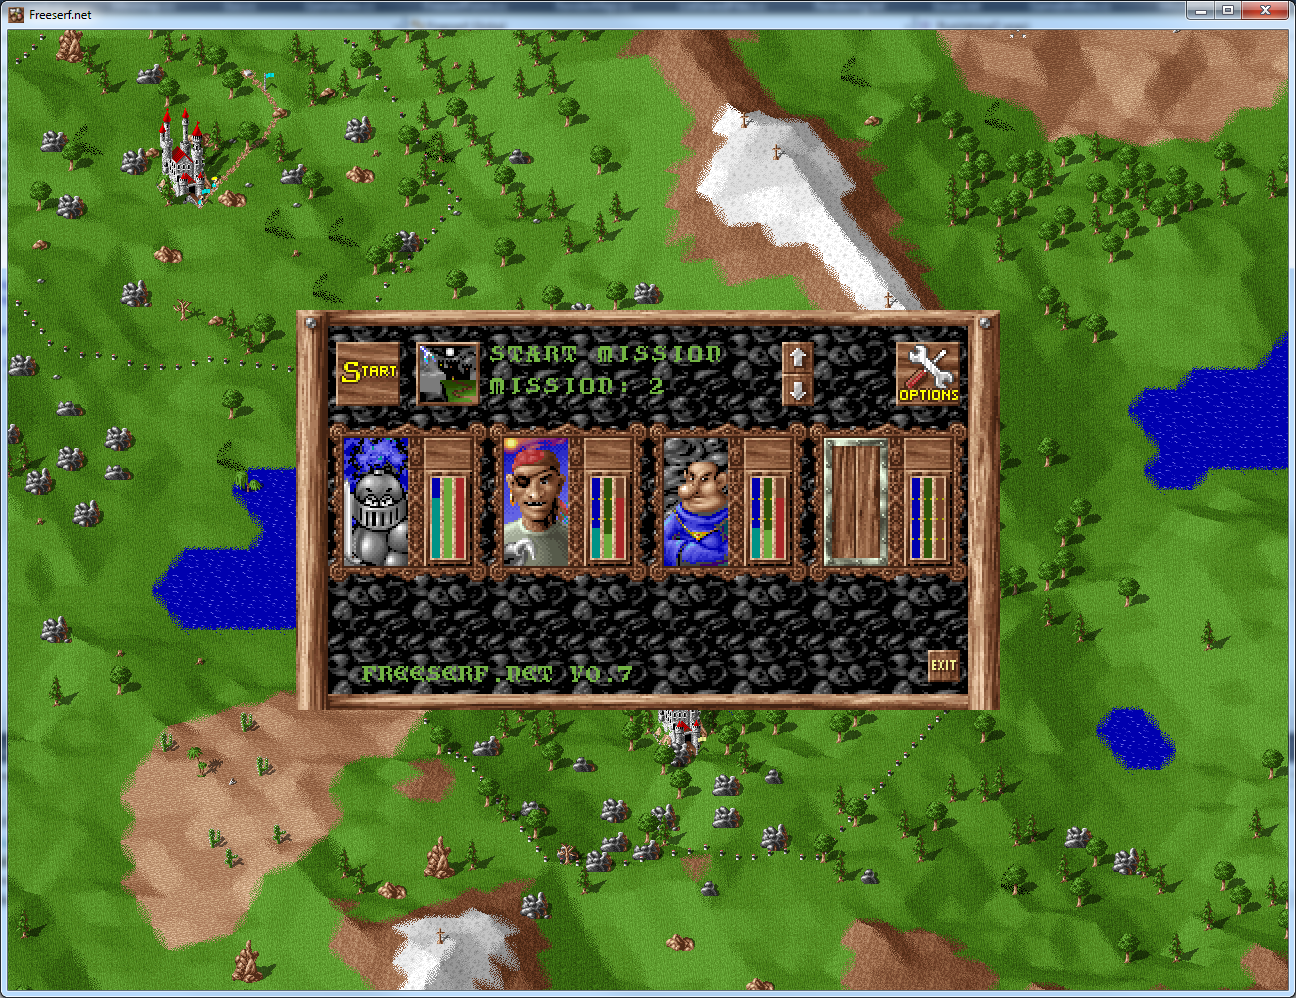 Freeserf.net
START
START MISSION
MISSION: 2
OPTIONS
FREESERF.NET V0.7
EXIT